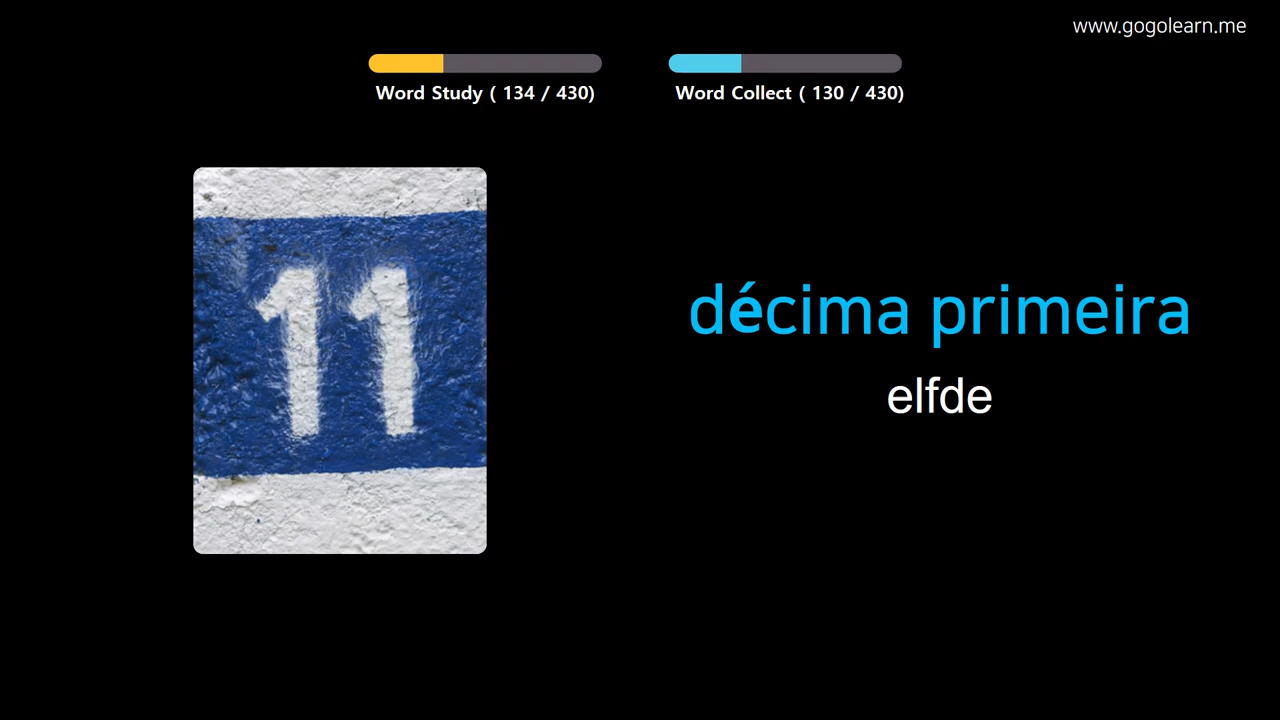 www.gogolearn.me
Word Study ( 134 / 430)
Word Collect ( 130 / 430)
11
décima primeira
elfde